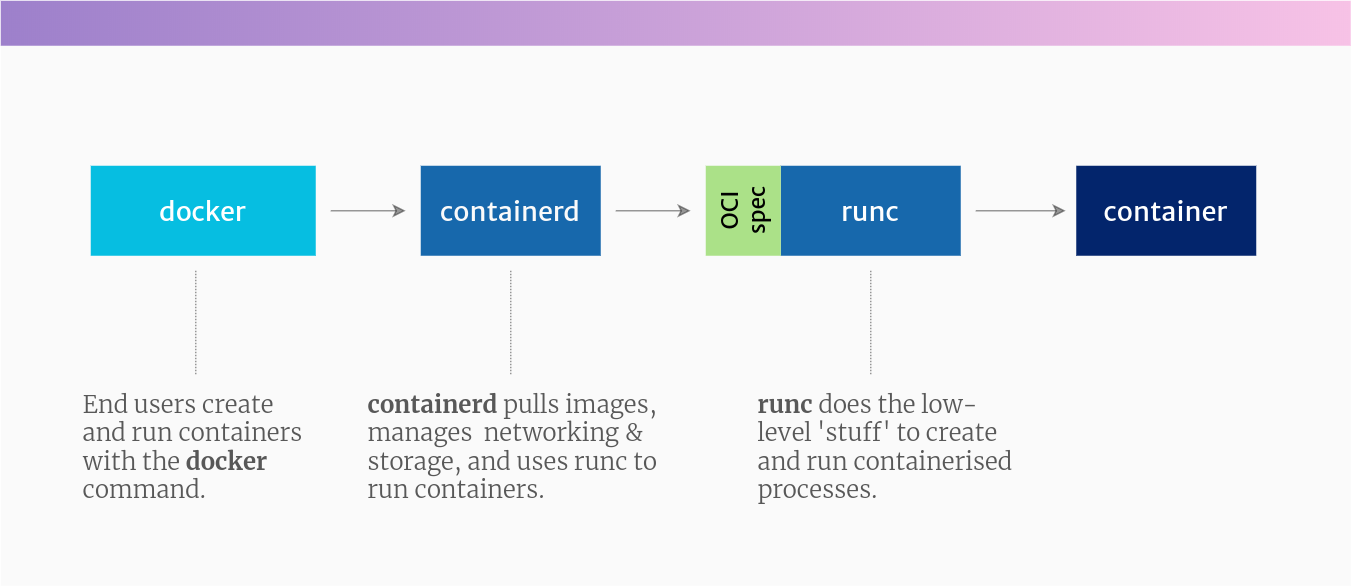 docker
containerd
OCI
spec
runc
container
End users create
and run containers
with the docker
command.
containerd pulls images,
manages  networking &
storage, and uses runc to
run containers.
runc does the low-
level 'stuff' to create
and run containerised
processes.